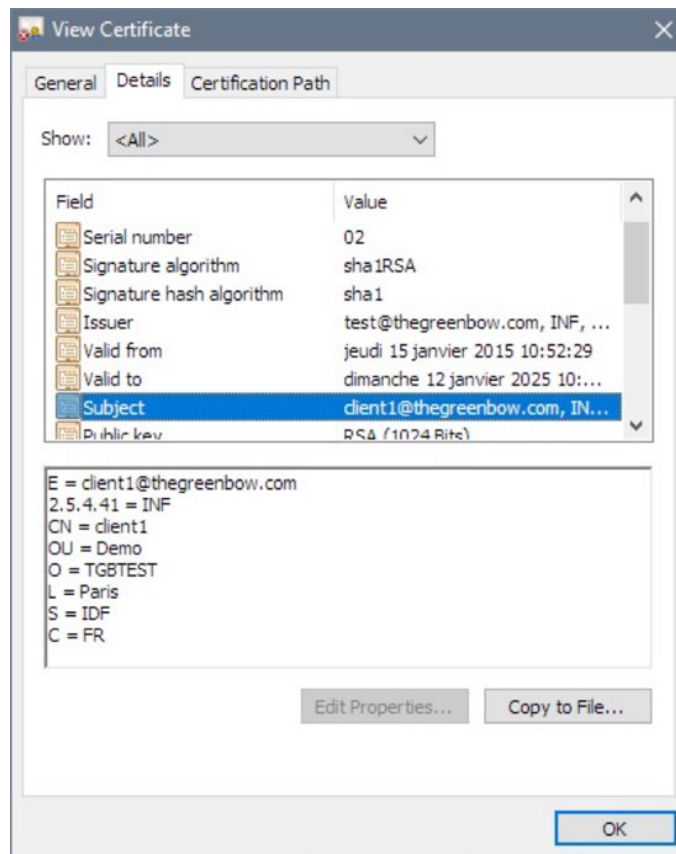 View Certificate
General Details Certification Path
Show: <All>
Field Value
Serial number 02
Signature algorithm sha1RSA
Signature hash algorithm sha1
Issuer test@thegreenbow.com, INF, ...
Valid from jeudi 15 janvier 2015 10:52:29
Valid to dimanche 12 janvier 2025 10:...
Subject client1@thegreenbow.com, IN...
Public key RSA (1024 Bits)
E = client1@thegreenbow.com
2.5.4.41 = INF
CN = client1
OU = Demo
O = TGBTEST
L = Paris
S = IDF
C = FR
Edit Properties... Copy to File...
OK